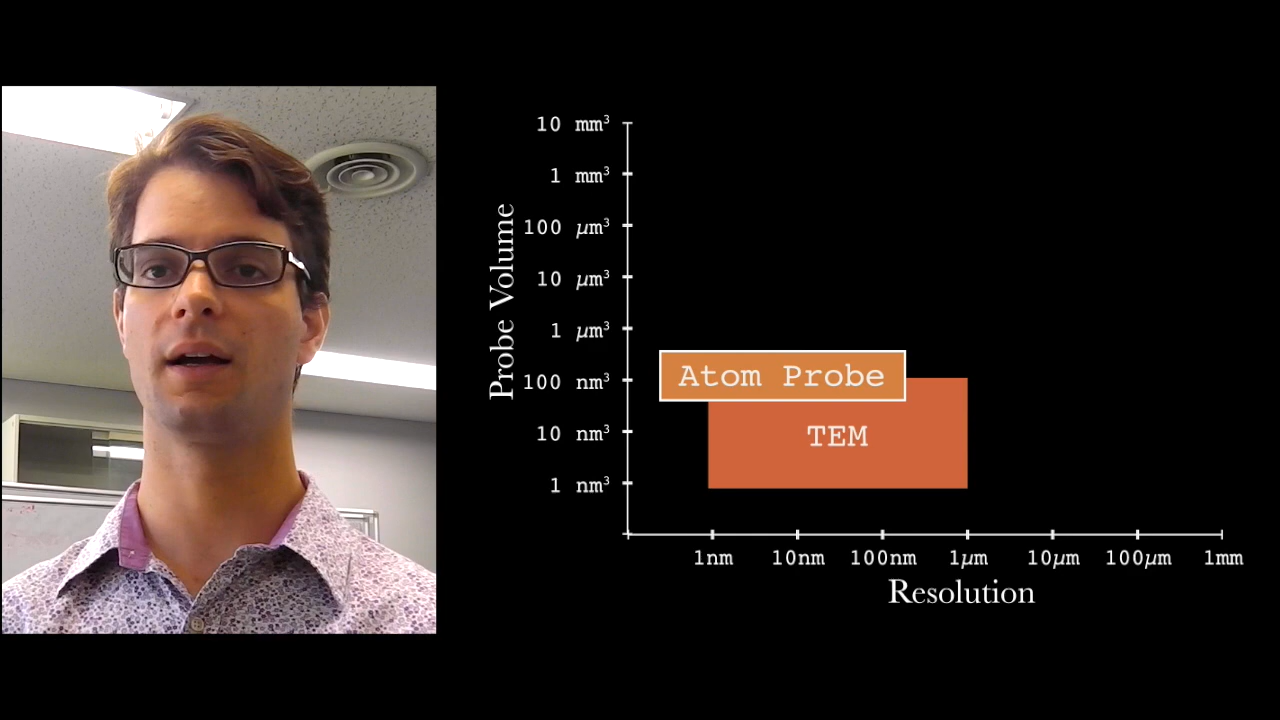 Probe Volume
10 mm³
1 mm³
100 µm³
10 µm³
1 µm³
100 nm³
10 nm³
1 nm³
Atom Probe
TEM
1nm 10nm 100nm 1µm 10µm 100µm 1mm
Resolution